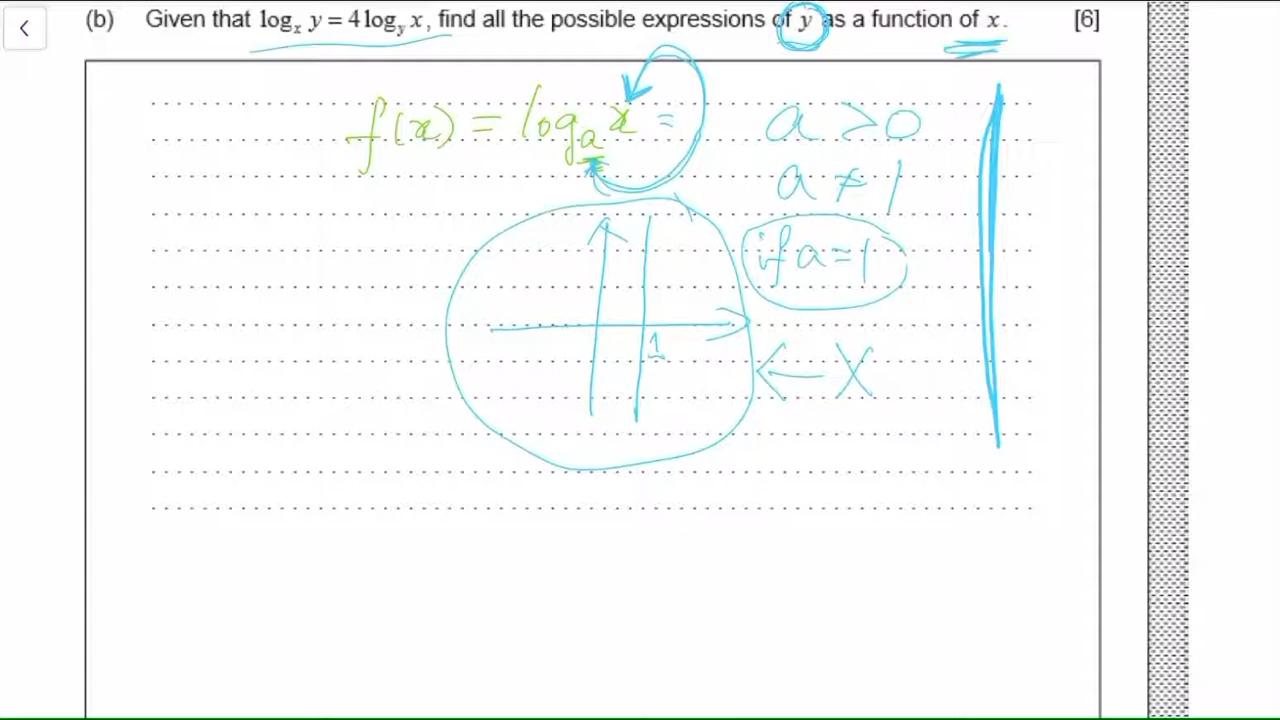 (b) Given that log_x y = 4 log_y x, find all the possible expressions of y as a function of x. [6]
f(x) = log_a x =
a > 0
a ≠ 1
if a = 1
1
← X